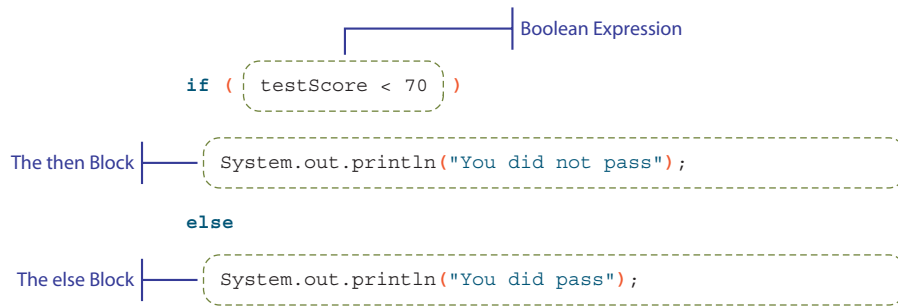 Boolean Expression
if ( testScore < 70 )
The then Block System.out.println("You did not pass");
else
The else Block System.out.println("You did pass");